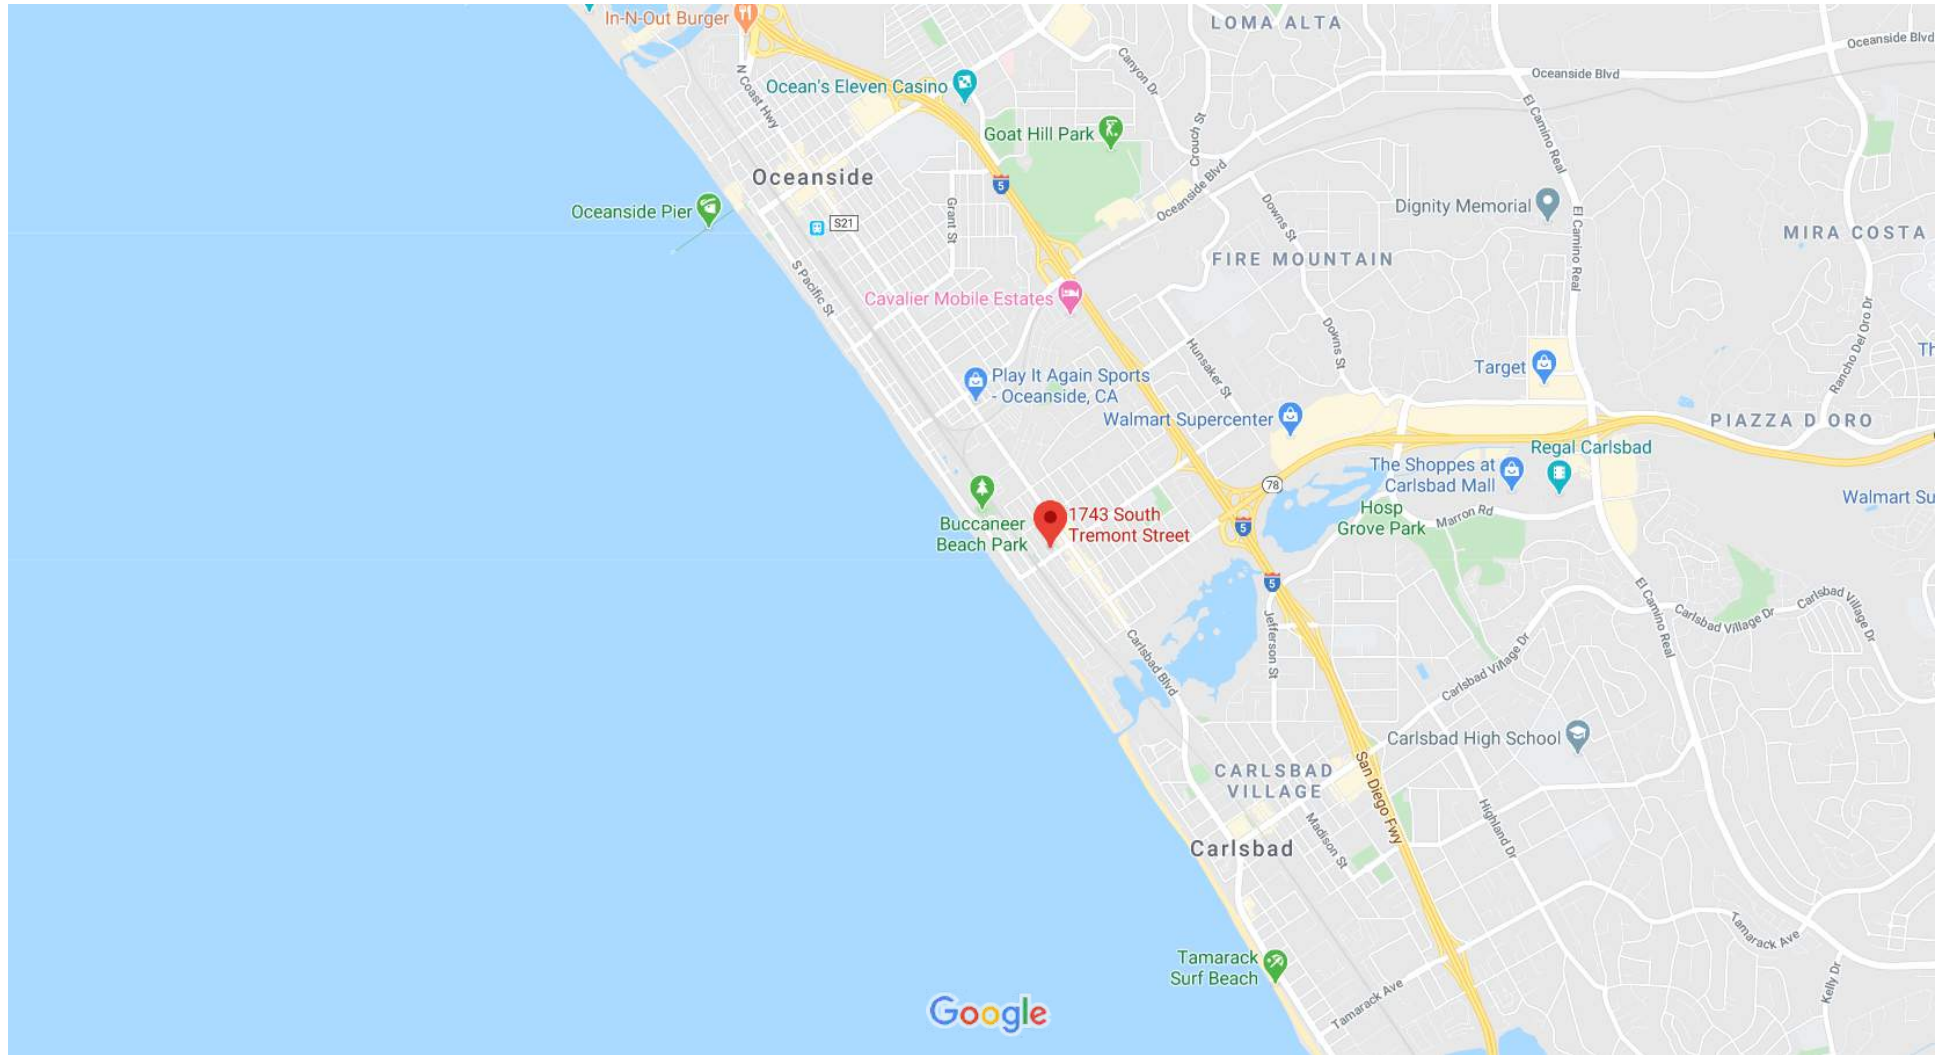 In-N-Out Burger
LOMA ALTA
Oceanside Blvd
Canyon Dr
Oceanside Blvd
N Coast Hwy
Ocean's Eleven Casino
El Camino Real
Goat Hill Park
Crouch St
Oceanside
5
Oceanside Blvd
Oceanside Pier
S21
Grant St
Downs St
Dignity Memorial
El Camino Real
MIRA COSTA
FIRE MOUNTAIN
S Pacific St
Cavalier Mobile Estates
Rancho Del Oro Dr
Downs St
Hunsaker St
Th
Target
Play It Again Sports
- Oceanside, CA
Walmart Supercenter
PIAZZA D ORO
Regal Carlsbad
The Shoppes at
Carlsbad Mall
78
Walmart Su
Hosp
Grove Park
Marron Rd
1743 South
Tremont Street
Buccaneer
Beach Park
5
5
El Camino Real
Carlsbad Village Dr
Carlsbad Village Dr
Jefferson St
Carlsbad Blvd
Carlsbad Village Dr
Carlsbad High School
CARLSBAD
VILLAGE
San Diego Fwy
Madison St
Highland Dr
Carlsbad
Tamarack Ave
Tamarack
Surf Beach
Kelly Dr
Tamarack Ave
Google